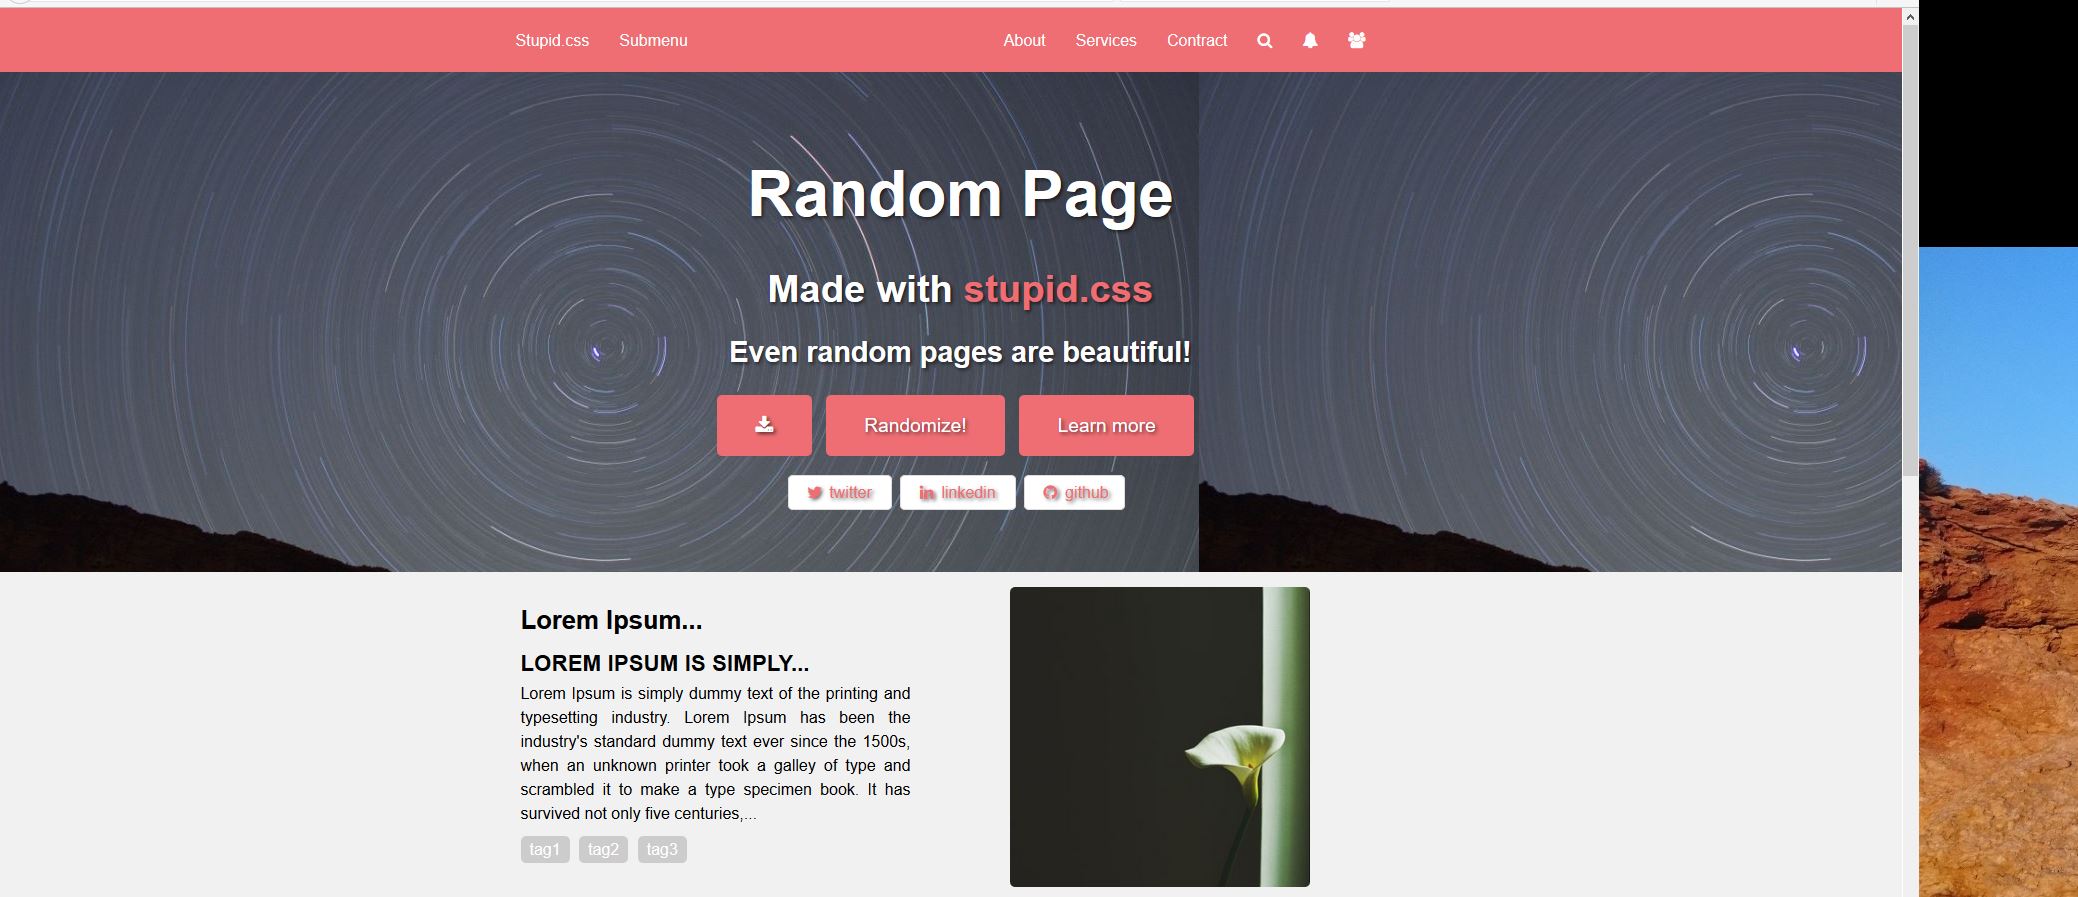 Stupid.css Submenu About Services Contract
Random Page
Made with stupid.css
Even random pages are beautiful!
Randomize! Learn more
twitter linkedin github
Lorem Ipsum...
LOREM IPSUM IS SIMPLY...
Lorem Ipsum is simply dummy text of the printing and
typesetting industry. Lorem Ipsum has been the
industry's standard dummy text ever since the 1500s,
when an unknown printer took a galley of type and
scrambled it to make a type specimen book. It has
survived not only five centuries,...
tag1 tag2 tag3